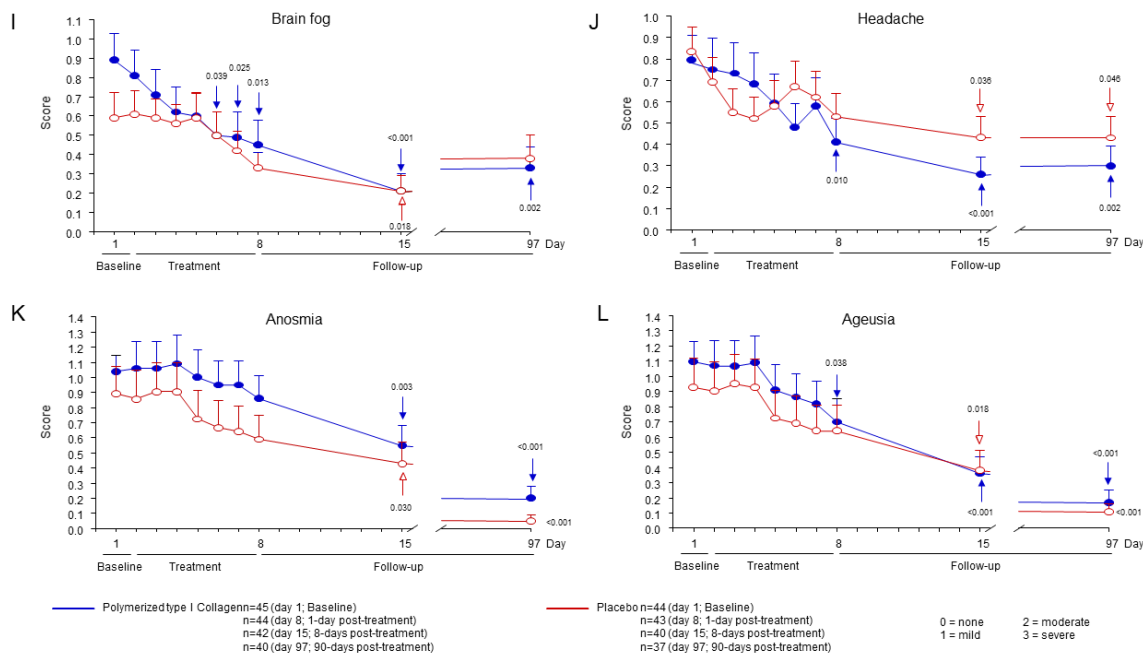 I
Brain fog
1.1
1.0
0.9
0.8
0.7
0.6
0.5
0.4
0.3
0.2
0.1
0.0
Score
0.039
0.025
0.013
<0.001
0.018
0.002
1 8 15 97 Day
Baseline Treatment Follow-up
J
Headache
1.0
0.9
0.8
0.7
0.6
0.5
0.4
0.3
0.2
0.1
0.0
Score
0.010
0.036
<0.001
0.046
0.002
1 8 15 97 Day
Baseline Treatment Follow-up
K
Anosmia
1.4
1.3
1.2
1.1
1.0
0.9
0.8
0.7
0.6
0.5
0.4
0.3
0.2
0.1
0.0
Score
0.003
0.030
<0.001
<0.001
1 8 15 97 Day
Baseline Treatment Follow-up
L
Ageusia
1.4
1.3
1.2
1.1
1.0
0.9
0.8
0.7
0.6
0.5
0.4
0.3
0.2
0.1
0.0
Score
0.038
0.018
<0.001
<0.001
<0.001
1 8 15 97 Day
Baseline Treatment Follow-up
Polymerized type I Collagenn=45 (day 1; Baseline)
n=44 (day 8; 1-day post-treatment)
n=42 (day 15; 8-days post-treatment)
n=40 (day 97; 90-days post-treatment)
Placebo n=44 (day 1; Baseline)
n=43 (day 8; 1-day post-treatment)
n=40 (day 15; 8-days post-treatment)
n=37 (day 97; 90-days post-treatment)
0 = none 2 = moderate
1 = mild 3 = severe